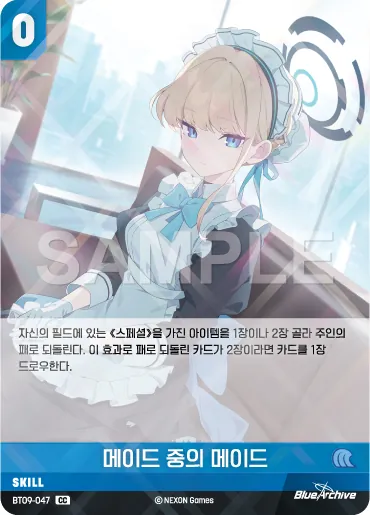 0
SAMPLE
자신의 필드에 있는 《스페셜》을 가진 아이템을 1장이나 2장 골라 주인의
패로 되돌린다. 이 효과로 패로 되돌린 카드가 2장이라면 카드를 1장
드로우한다.
메이드 중의 메이드
SKILL
BT09-047 CC
© NEXON Games
BlueArchive